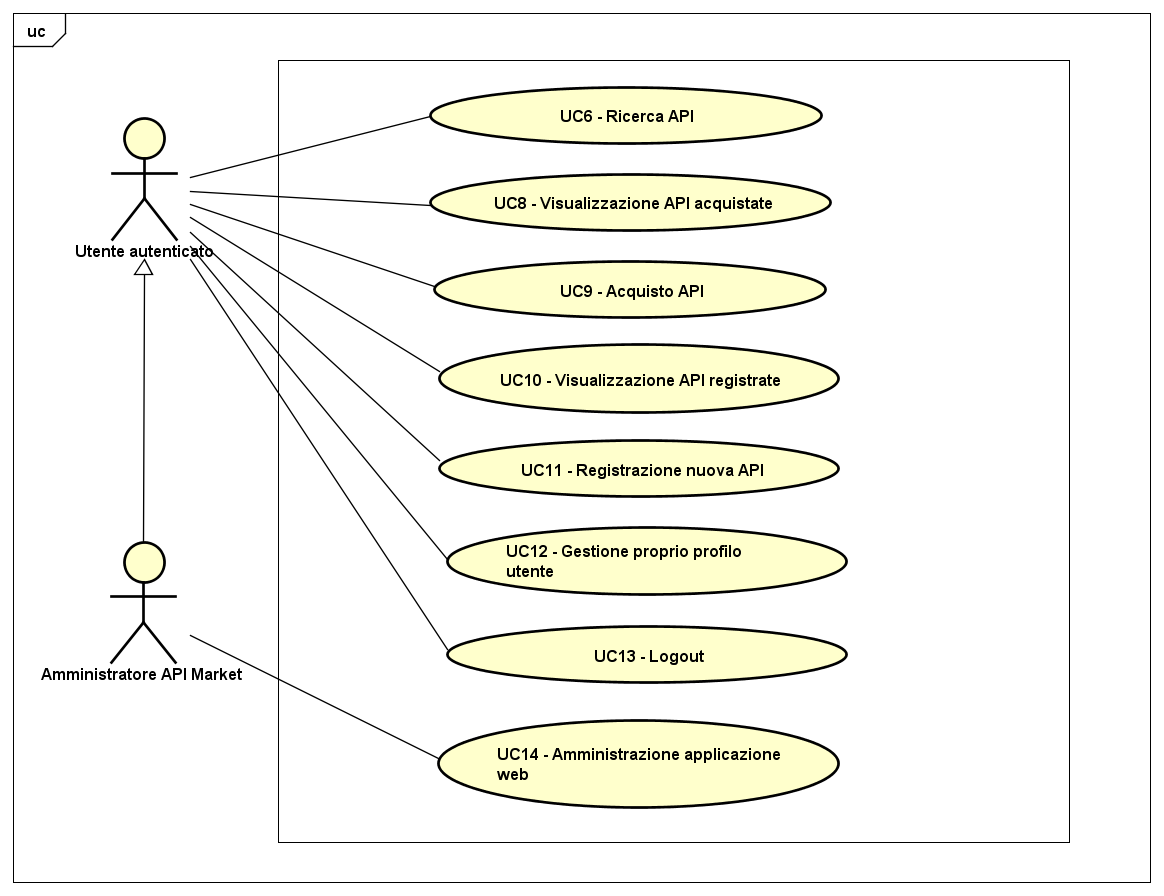 uc
UC6 - Ricerca API
UC8 - Visualizzazione API acquistate
Utente autenticato
UC9 - Acquisto API
UC10 - Visualizzazione API registrate
UC11 - Registrazione nuova API
UC12 - Gestione proprio profilo
utente
UC13 - Logout
Amministratore API Market
UC14 - Amministrazione applicazione
web